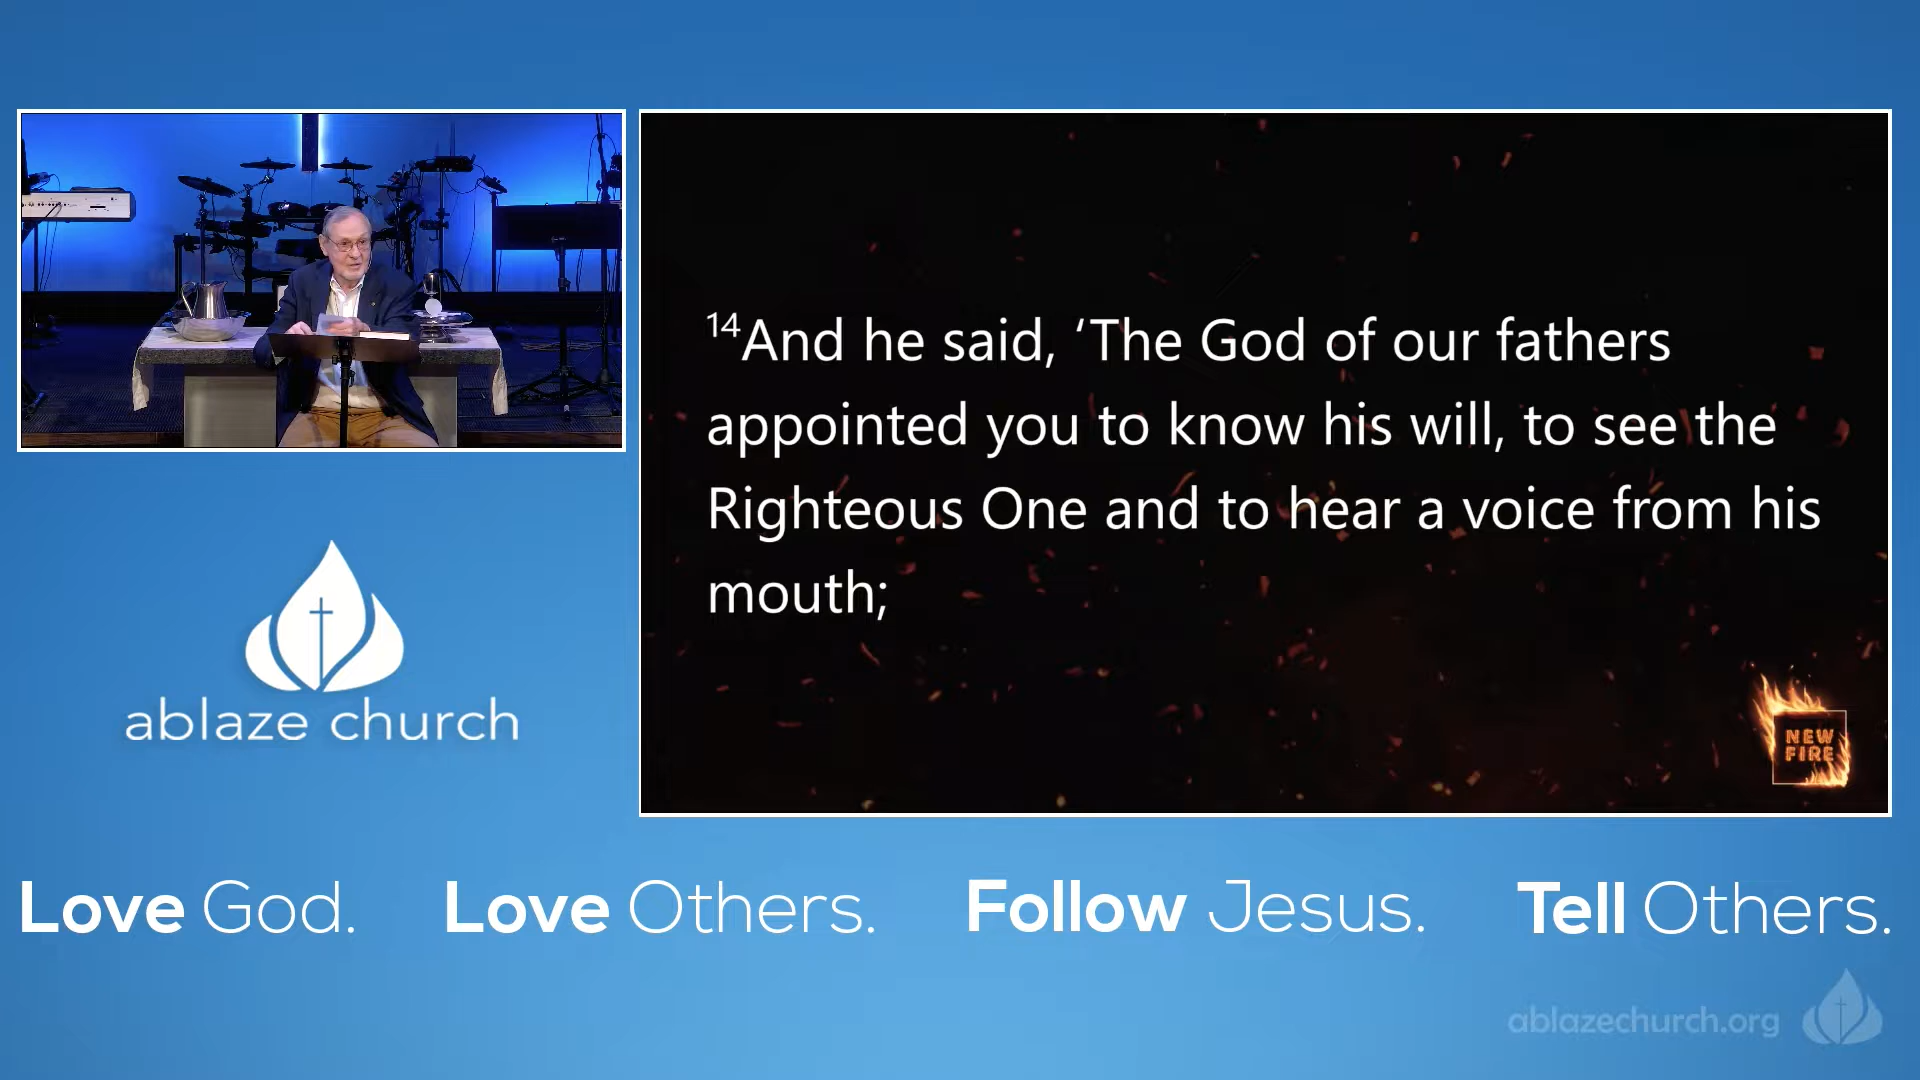 ¹⁴And he said, ‘The God of our fathers
appointed you to know his will, to see the
Righteous One and to hear a voice from his
mouth;
NEW
FIRE
ablaze church
Love God. Love Others. Follow Jesus. Tell Others.
ablazechurch.org